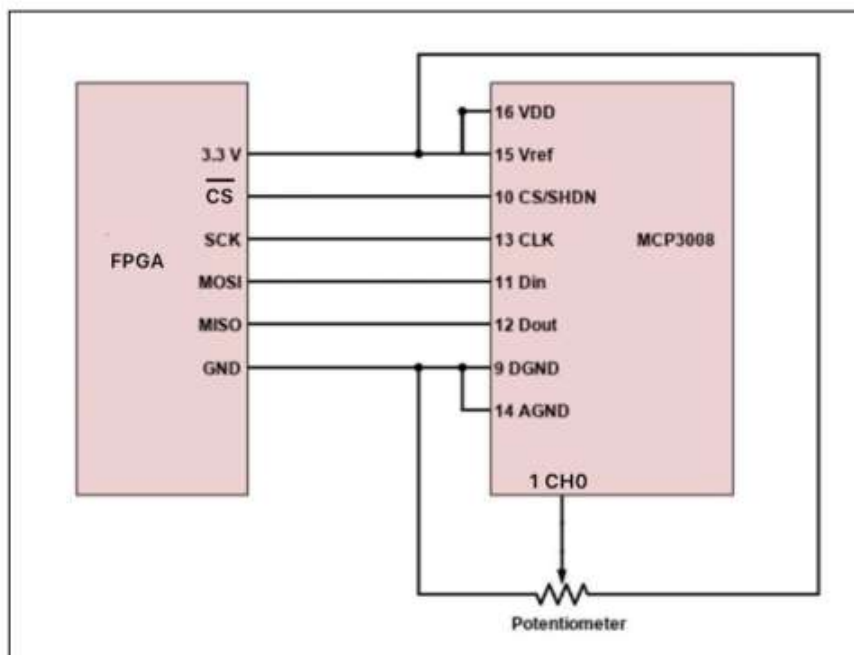 3.3 V
CS
SCK
FPGA
MOSI
MISO
GND
16 VDD
15 Vref
10 CS/SHDN
13 CLK
MCP3008
11 Din
12 Dout
9 DGND
14 AGND
1 CH0
Potentiometer